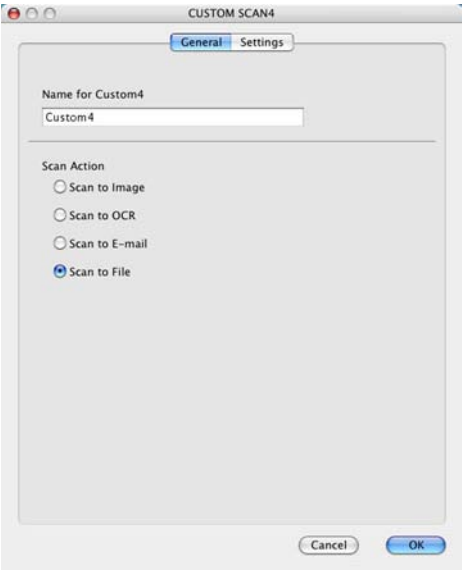 CUSTOM SCAN4
General Settings
Name for Custom4
Custom4
Scan Action
Scan to Image
Scan to OCR
Scan to E-mail
Scan to File
Cancel OK